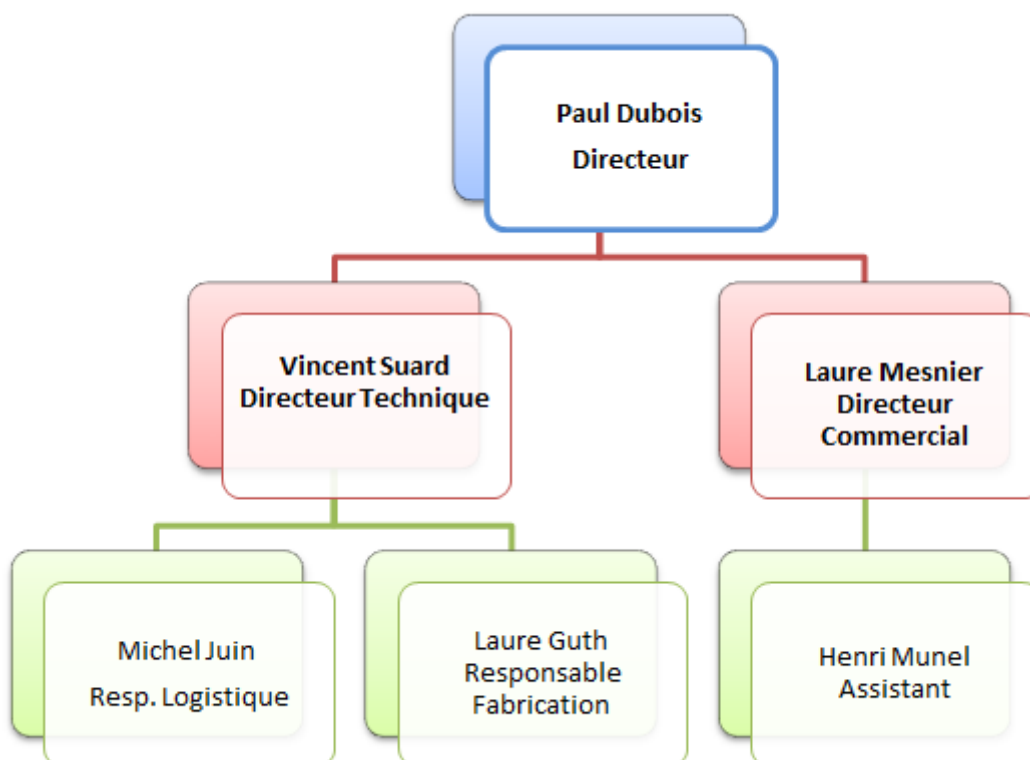 Paul Dubois
Directeur
Vincent Suard
Directeur Technique
Laure Mesnier
Directeur
Commercial
Michel Juin
Resp. Logistique
Laure Guth
Responsable
Fabrication
Henri Munel
Assistant